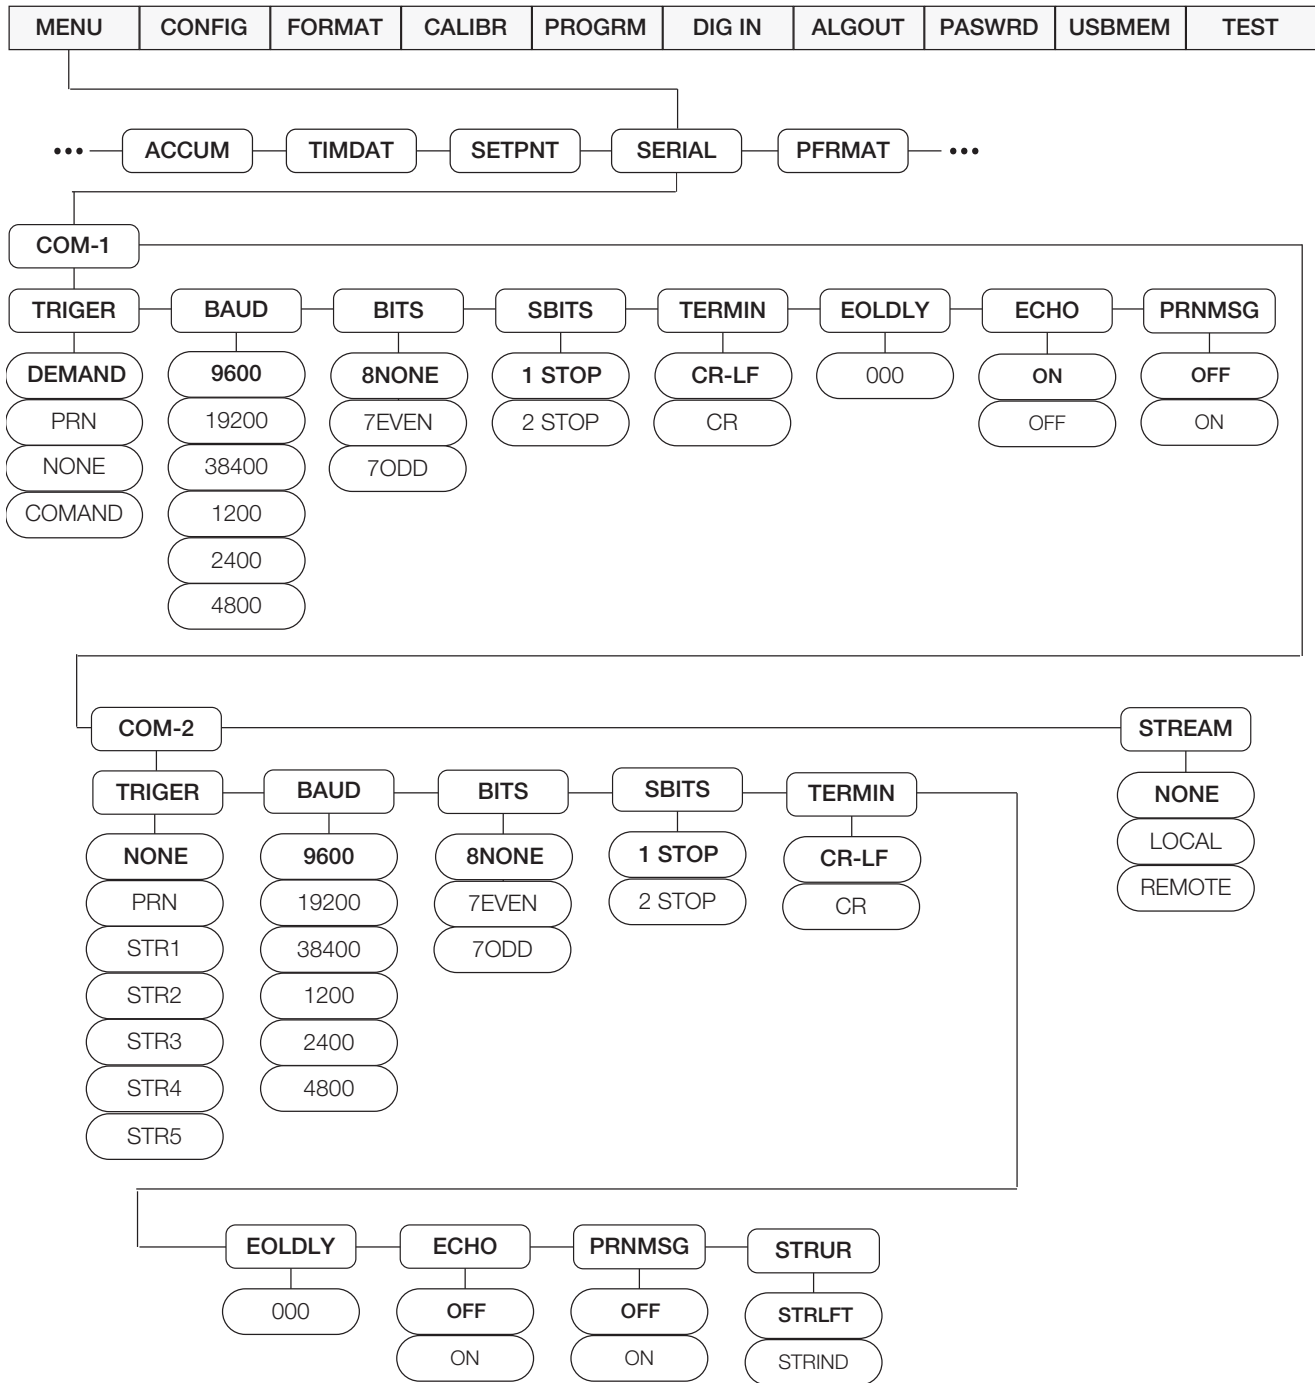 MENU CONFIG FORMAT CALIBR PROGRM DIG IN ALGOUT PASWRD USBMEM TEST
••• ACCUM TIMDAT SETPNT SERIAL PFRMAT •••
COM-1
TRIGER BAUD BITS SBITS TERMIN EOLDLY ECHO PRNMSG
DEMAND 9600 8NONE 1 STOP CR-LF 000 ON OFF
PRN 19200 7EVEN 2 STOP CR OFF ON
NONE 38400 7ODD
COMAND 1200
2400
4800
COM-2 STREAM
TRIGER BAUD BITS SBITS TERMIN NONE
NONE 9600 8NONE 1 STOP CR-LF LOCAL
PRN 19200 7EVEN 2 STOP CR REMOTE
STR1 38400 7ODD
STR2 1200
STR3 2400
STR4 4800
STR5
EOLDLY ECHO PRNMSG STRUR
000 OFF OFF STRLFT
ON ON STRIND